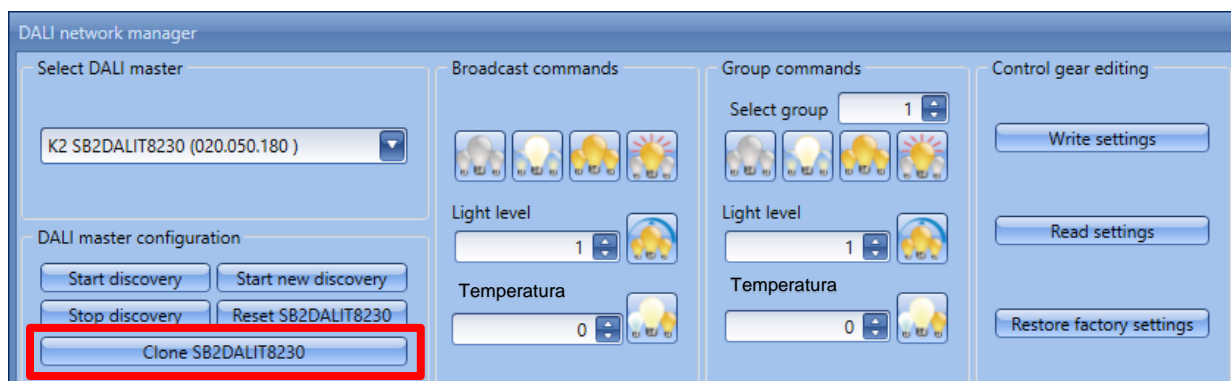 DALI network manager
Select DALI master
K2 SB2DALIT8230 (020.050.180 )
DALI master configuration
Start discovery
Start new discovery
Stop discovery
Reset SB2DALIT8230
Clone SB2DALIT8230
Broadcast commands
Light level
1
Temperatura
0
Group commands
Select group
1
Light level
1
Temperatura
0
Control gear editing
Write settings
Read settings
Restore factory settings